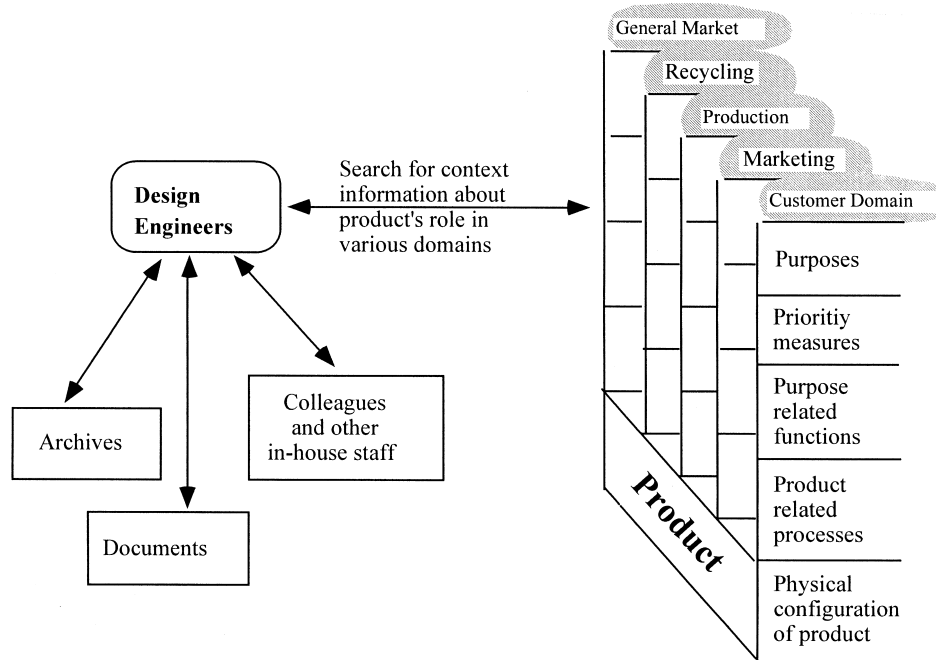 General Market
Recycling
Production
Marketing
Customer Domain
Search for context
information about
product's role in
various domains
Design
Engineers
Purposes
Prioritiy
measures
Purpose
related
functions
Product
related
processes
Physical
configuration
of product
Product
Archives
Colleagues
and other
in-house staff
Documents